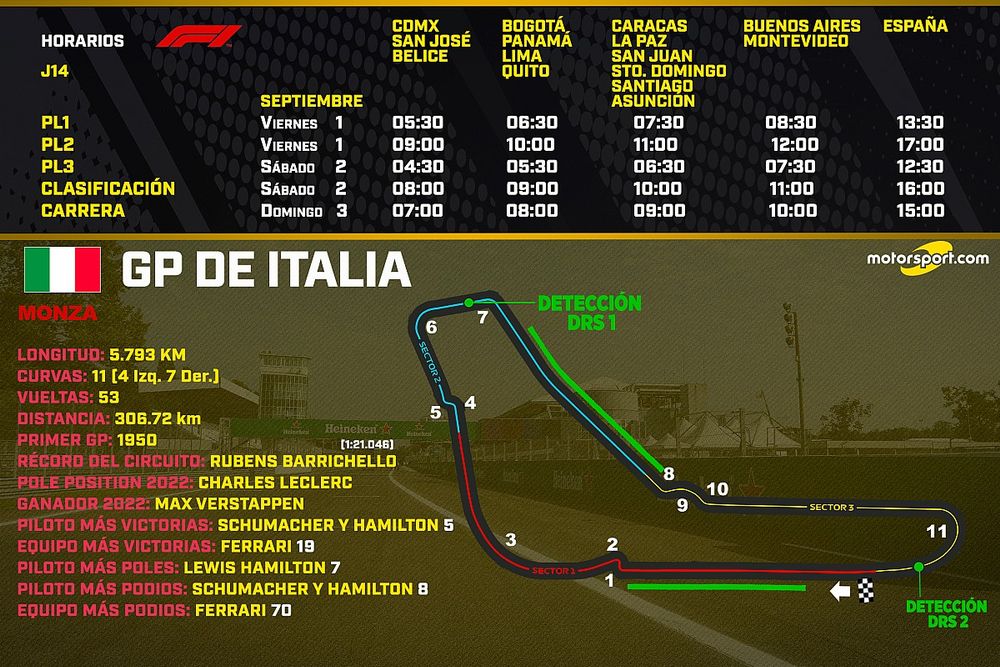 HORARIOS
F1
J14
CDMX
SAN JOSÉ
BELICE
BOGOTÁ
PANAMÁ
LIMA
QUITO
CARACAS
LA PAZ
SAN JUAN
STO. DOMINGO
SANTIAGO
ASUNCIÓN
BUENOS AIRES
MONTEVIDEO
ESPAÑA
SEPTIEMBRE
PL1 VIERNES 1 05:30 06:30 07:30 08:30 13:30
PL2 VIERNES 1 09:00 10:00 11:00 12:00 17:00
PL3 SÁBADO 2 04:30 05:30 06:30 07:30 12:30
CLASIFICACIÓN SÁBADO 2 08:00 09:00 10:00 11:00 16:00
CARRERA DOMINGO 3 07:00 08:00 09:00 10:00 15:00
GP DE ITALIA
motorsport.com
MONZA
LONGITUD: 5.793 KM
CURVAS: 11 [4 Izq. 7 Der.]
VUELTAS: 53
DISTANCIA: 306.72 km
PRIMER GP: 1950
[1:21.046]
RÉCORD DEL CIRCUITO: RUBENS BARRICHELLO
POLE POSITION 2022: CHARLES LECLERC
GANADOR 2022: MAX VERSTAPPEN
PILOTO MÁS VICTORIAS: SCHUMACHER Y HAMILTON 5
EQUIPO MÁS VICTORIAS: FERRARI 19
PILOTO MÁS POLES: LEWIS HAMILTON 7
PILOTO MÁS PODIOS: SCHUMACHER Y HAMILTON 8
EQUIPO MÁS PODIOS: FERRARI 70
Heineken
Heineken
Heineken
DETECCIÓN
DRS 1
6
7
SECTOR 2
5
4
8
9
10
SECTOR 3
11
3
2
SECTOR 1
1
DETECCIÓN
DRS 2